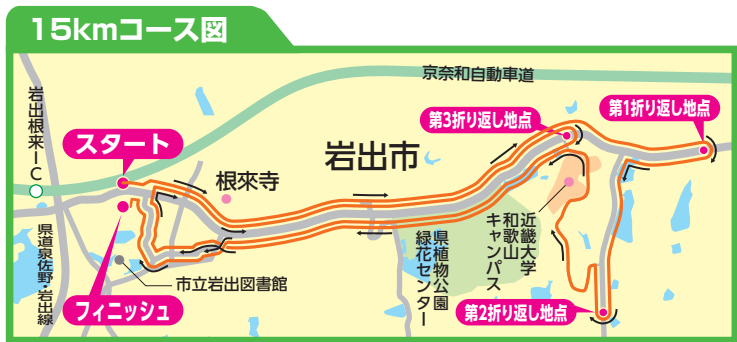 15kmコース図
京奈和自動車道
岩出根来IC
スタート
第3折り返し地点
第1折り返し地点
岩出市
根來寺
近畿大学
和歌山
キャンパス
県植物公園
緑花センター
県道泉佐野・岩出線
市立岩出図書館
フィニッシュ
第2折り返し地点